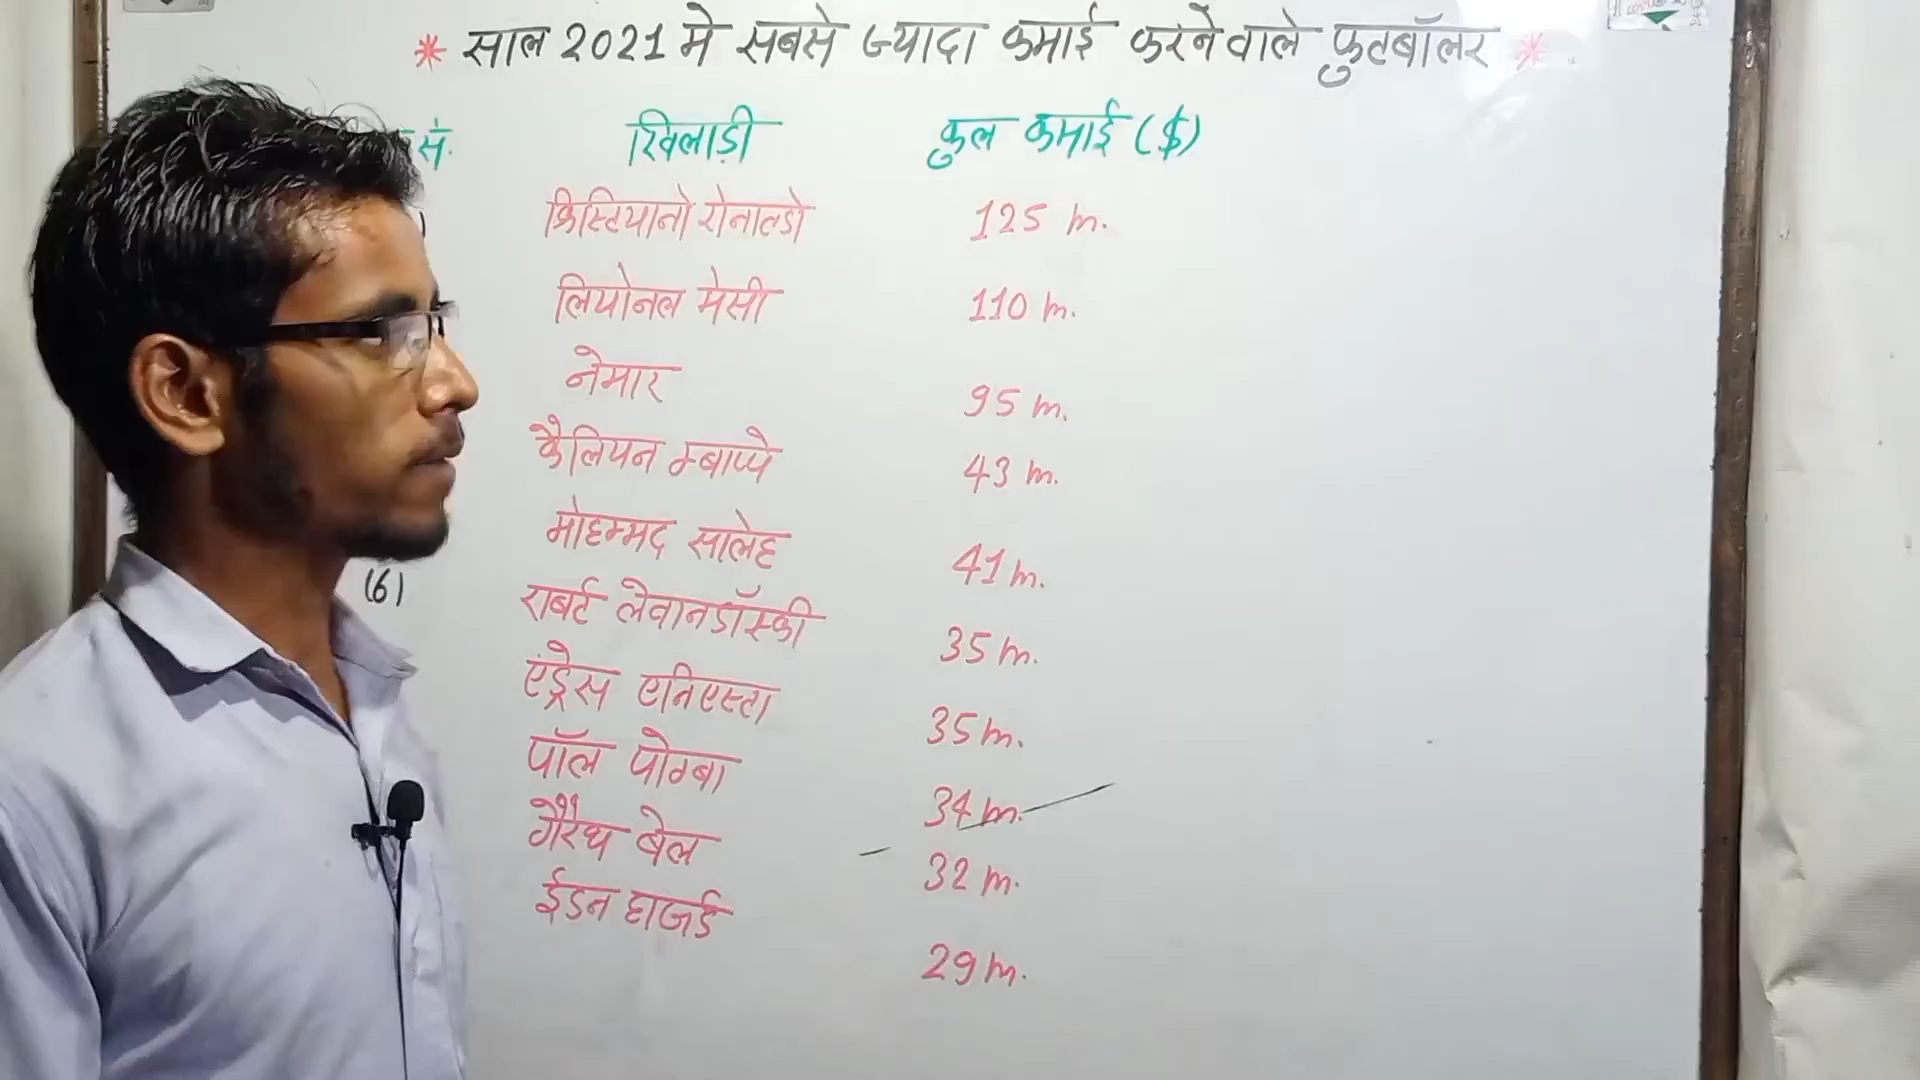 * साल 2021 मे सबसे ज्यादा कमाई करने वाले फुटबॉलर *
सं. खिलाड़ी कुल कमाई ($)
क्रिस्टियानो रोनाल्डो 125 m.
लियोनल मेसी 110 m.
नेमार 95 m.
कैलियन म्बाप्पे 43 m.
मोहम्मद सालेह 41 m.
(6) राबर्ट लेवानडॉस्की 35 m.
एंड्रेस एनिएस्टा 35 m.
पॉल पोग्बा 34 m.
गैरैथ बेल 32 m.
ईडन हाजर्ड 29 m.